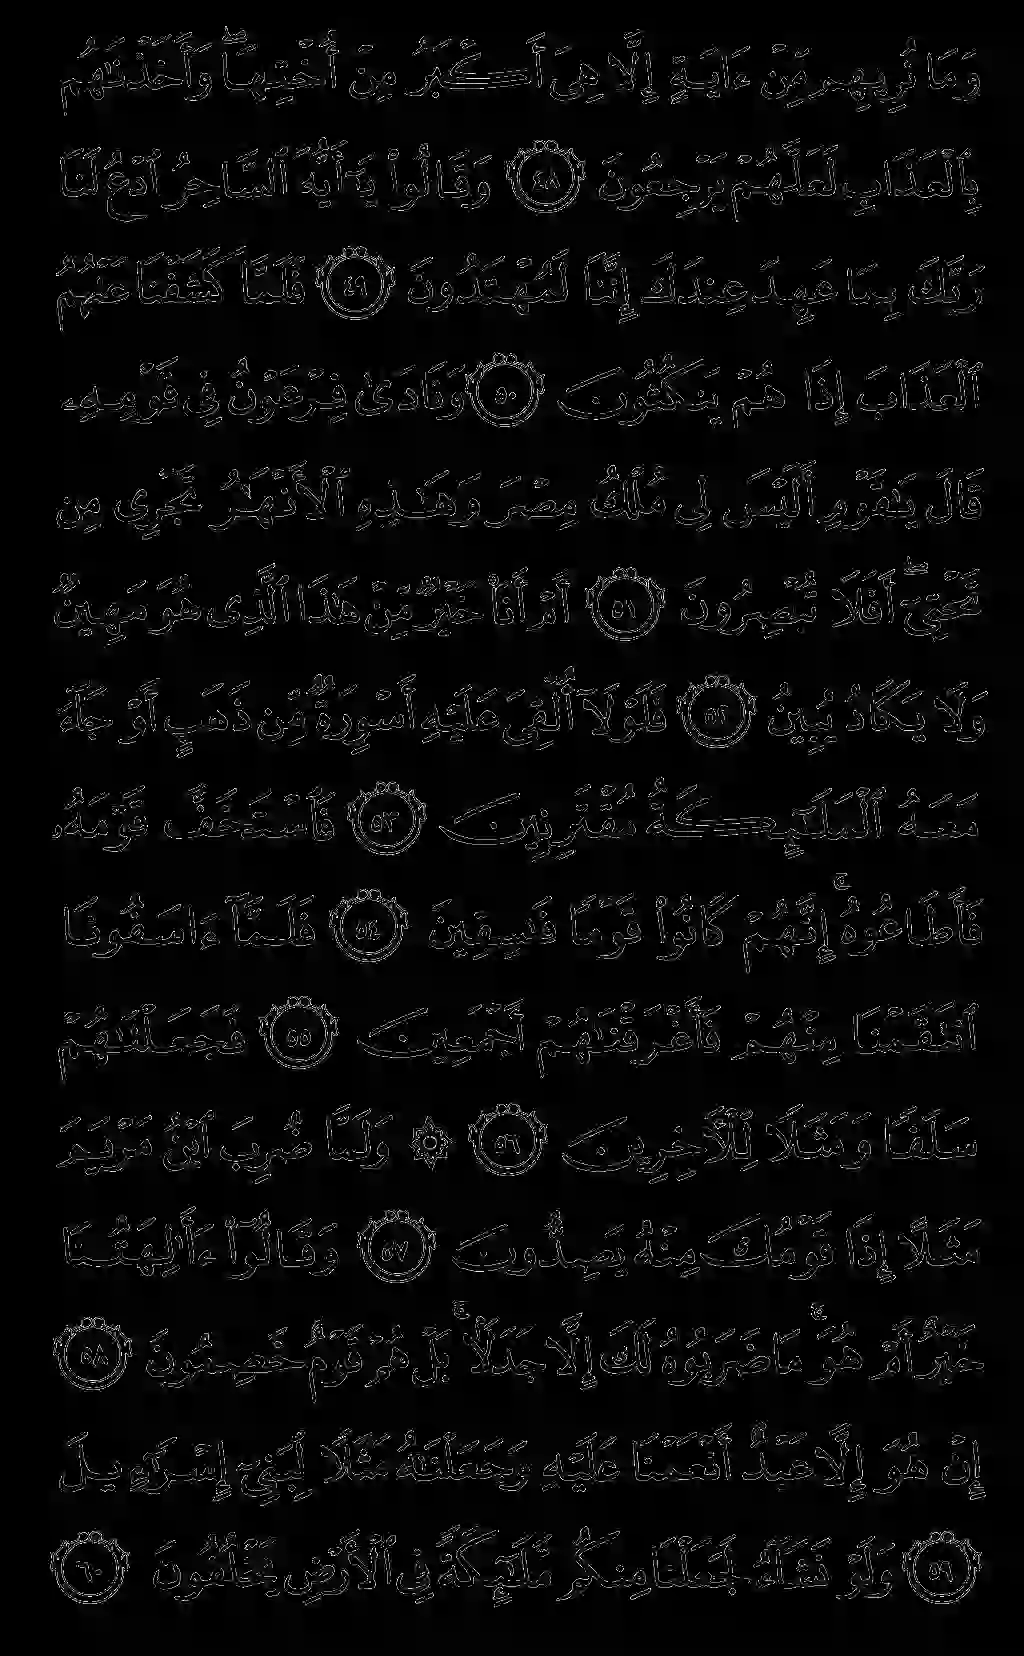 وَمَا نُرِيهِم مِّنْ ءَايَةٍ إِلَّا هِىَ أَكْبَرُ مِنْ أُخْتِهَا ۖ وَأَخَذْنَٰهُم
بِٱلْعَذَابِ لَعَلَّهُمْ يَرْجِعُونَ ٤٨ وَقَالُوا۟ يَٰٓأَيُّهَ ٱلسَّاحِرُ ٱدْعُ لَنَا
رَبَّكَ بِمَا عَهِدَ عِندَكَ إِنَّنَا لَمُهْتَدُونَ ٤٩ فَلَمَّا كَشَفْنَا عَنْهُمُ
ٱلْعَذَابَ إِذَا هُمْ يَنكُثُونَ ٥٠ وَنَادَىٰ فِرْعَوْنُ فِى قَوْمِهِۦ
قَالَ يَٰقَوْمِ أَلَيْسَ لِى مُلْكُ مِصْرَ وَهَٰذِهِ ٱلْأَنْهَٰرُ تَجْرِى مِن
تَحْتِىٓ ۖ أَفَلَا تُبْصِرُونَ ٥١ أَمْ أَنَا۠ خَيْرٌ مِّنْ هَٰذَا ٱلَّذِى هُوَ مَهِينٌ
وَلَا يَكَادُ يُبِينُ ٥٢ فَلَوْلَآ أُلْقِىَ عَلَيْهِ أَسْوِرَةٌ مِّن ذَهَبٍ أَوْ جَآءَ
مَعَهُ ٱلْمَلَٰٓئِكَةُ مُقْتَرِنِينَ ٥٣ فَٱسْتَخَفَّ قَوْمَهُۥ
فَأَطَاعُوهُ ۚ إِنَّهُمْ كَانُوا۟ قَوْمًا فَٰسِقِينَ ٥٤ فَلَمَّآ ءَاسَفُونَا
ٱنتَقَمْنَا مِنْهُمْ فَأَغْرَقْنَٰهُمْ أَجْمَعِينَ ٥٥ فَجَعَلْنَٰهُمْ
سَلَفًا وَمَثَلًا لِّلْـَٔاخِرِينَ ٥٦ ۞ وَلَمَّا ضُرِبَ ٱبْنُ مَرْيَمَ
مَثَلًا إِذَا قَوْمُكَ مِنْهُ يَصِدُّونَ ٥٧ وَقَالُوٓا۟ ءَأَٰلِهَتُنَا
خَيْرٌ أَمْ هُوَ ۚ مَا ضَرَبُوهُ لَكَ إِلَّا جَدَلًۢا ۚ بَلْ هُمْ قَوْمٌ خَصِمُونَ ٥٨
إِنْ هُوَ إِلَّا عَبْدٌ أَنْعَمْنَا عَلَيْهِ وَجَعَلْنَٰهُ مَثَلًا لِّبَنِىٓ إِسْرَٰٓءِيلَ
٥٩ وَلَوْ نَشَآءُ لَجَعَلْنَا مِنكُم مَّلَٰٓئِكَةً فِى ٱلْأَرْضِ يَخْلُفُونَ ٦٠